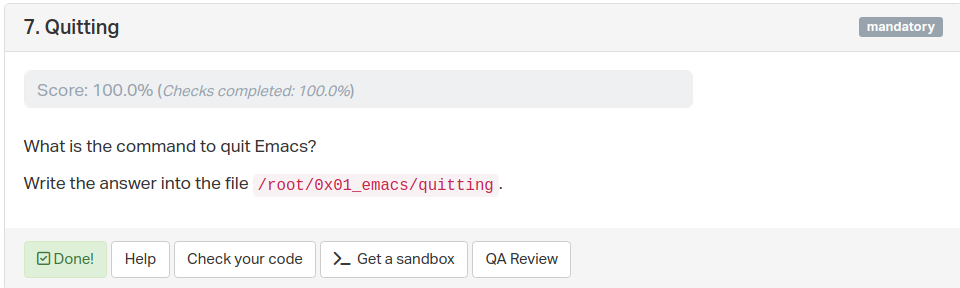 7. Quitting
mandatory
Score: 100.0% (Checks completed: 100.0%)
What is the command to quit Emacs?
Write the answer into the file /root/0x01_emacs/quitting.
Done! Help Check your code Get a sandbox QA Review